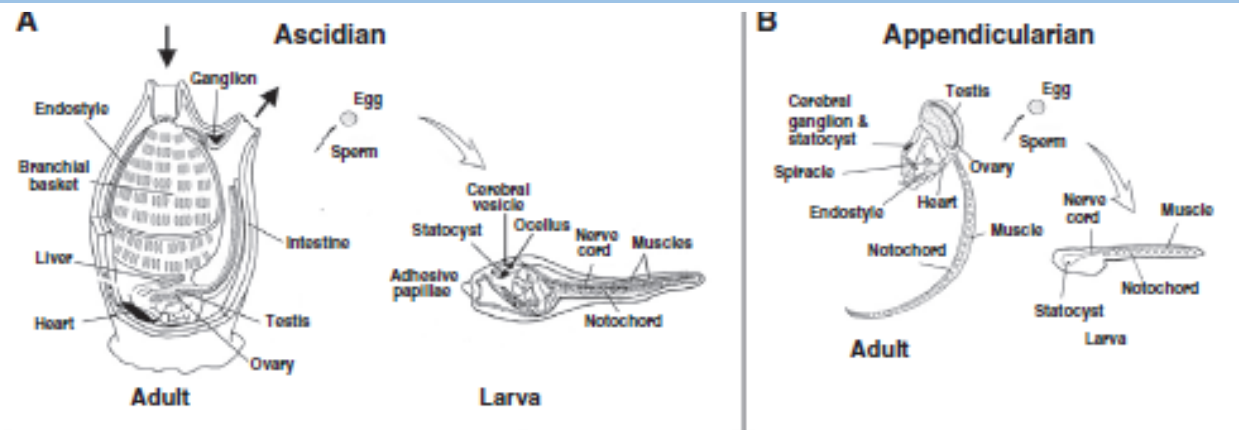 A
Ascidian
Ganglion
Endostyle
Egg
Sperm
Branchial
basket
Cerebral
vesicle
Statocyst
Ocellus
Nerve
cord
Muscles
Intestine
Liver
Adhesive
papillae
Heart
Testis
Notochord
Ovary
Adult
Larva
B
Appendicularian
Testis
Egg
Cerebral
ganglion &
statocyst
Sperm
Spiracle
Ovary
Endostyle
Heart
Nerve
cord
Muscle
Muscle
Notochord
Notochord
Statocyst
Larva
Adult